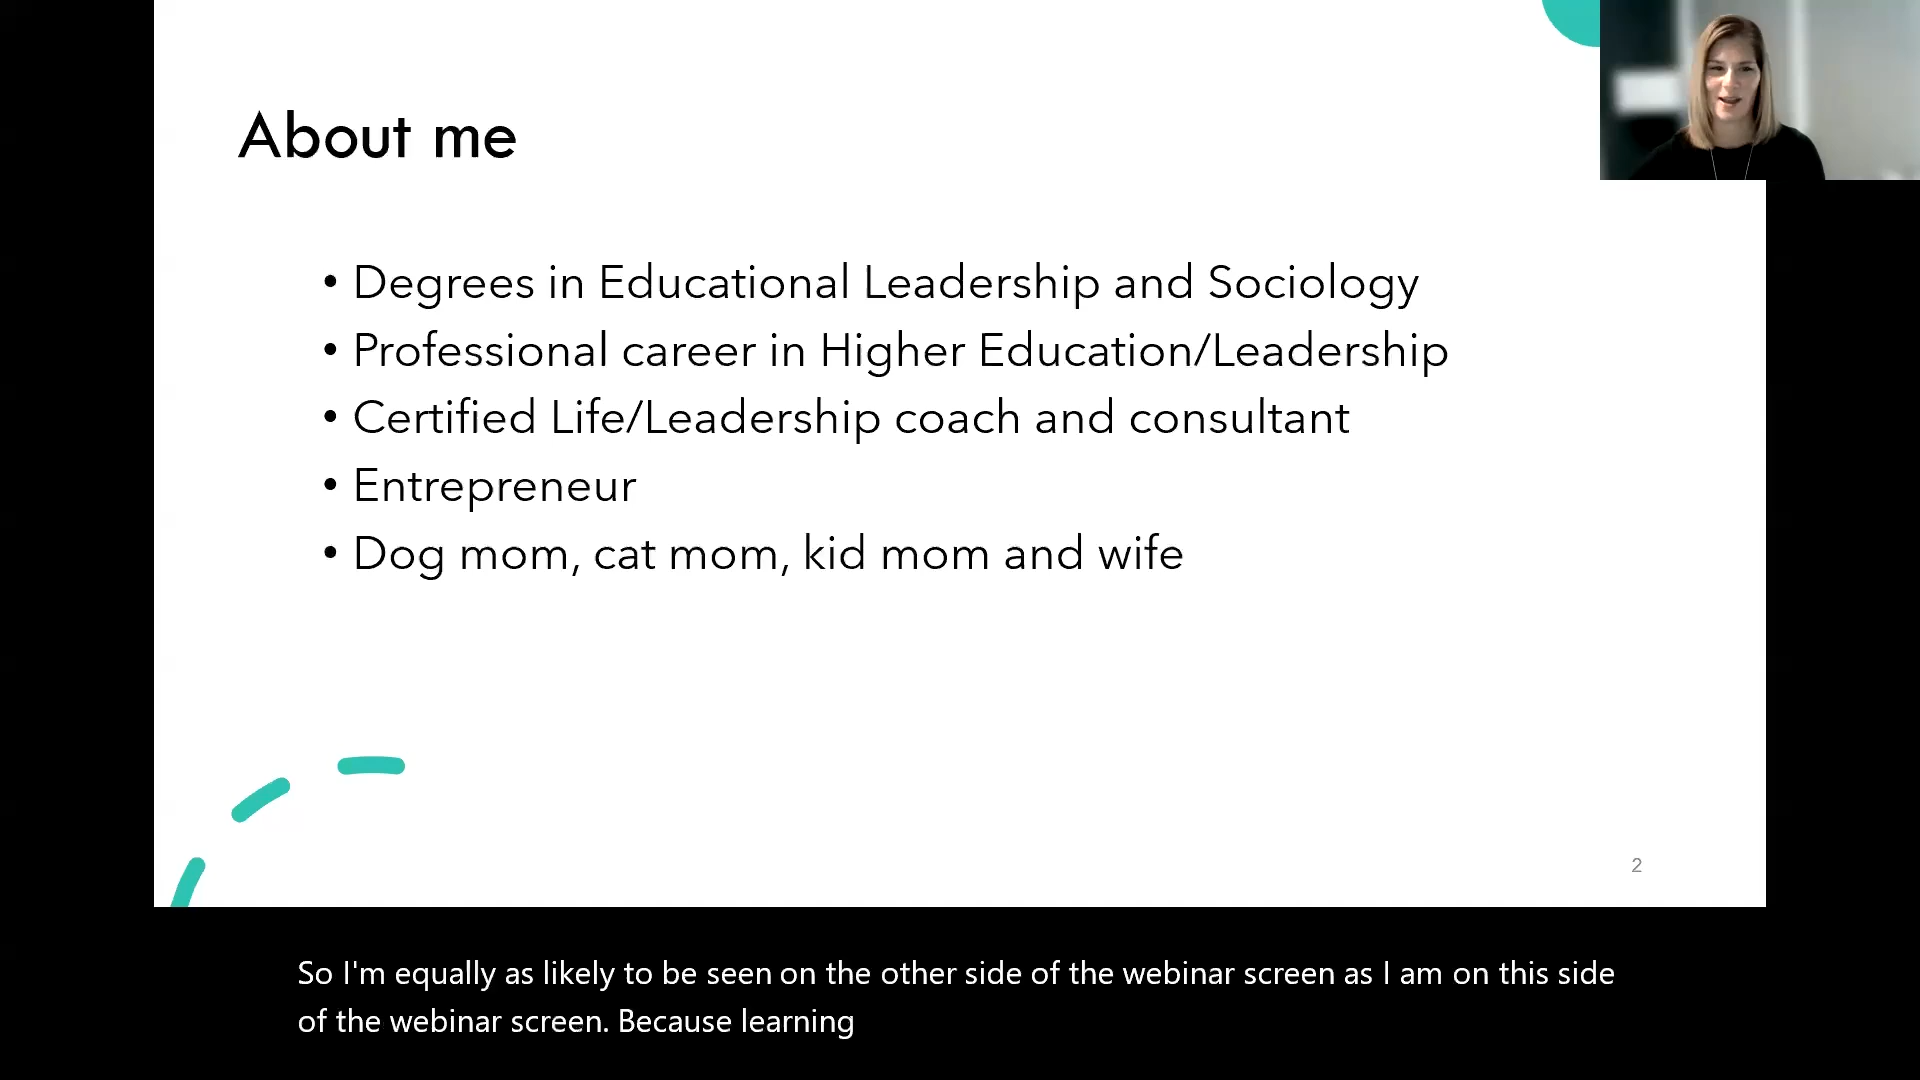 About me
• Degrees in Educational Leadership and Sociology
• Professional career in Higher Education/Leadership
• Certified Life/Leadership coach and consultant
• Entrepreneur
• Dog mom, cat mom, kid mom and wife
2
So I'm equally as likely to be seen on the other side of the webinar screen as I am on this side
of the webinar screen. Because learning